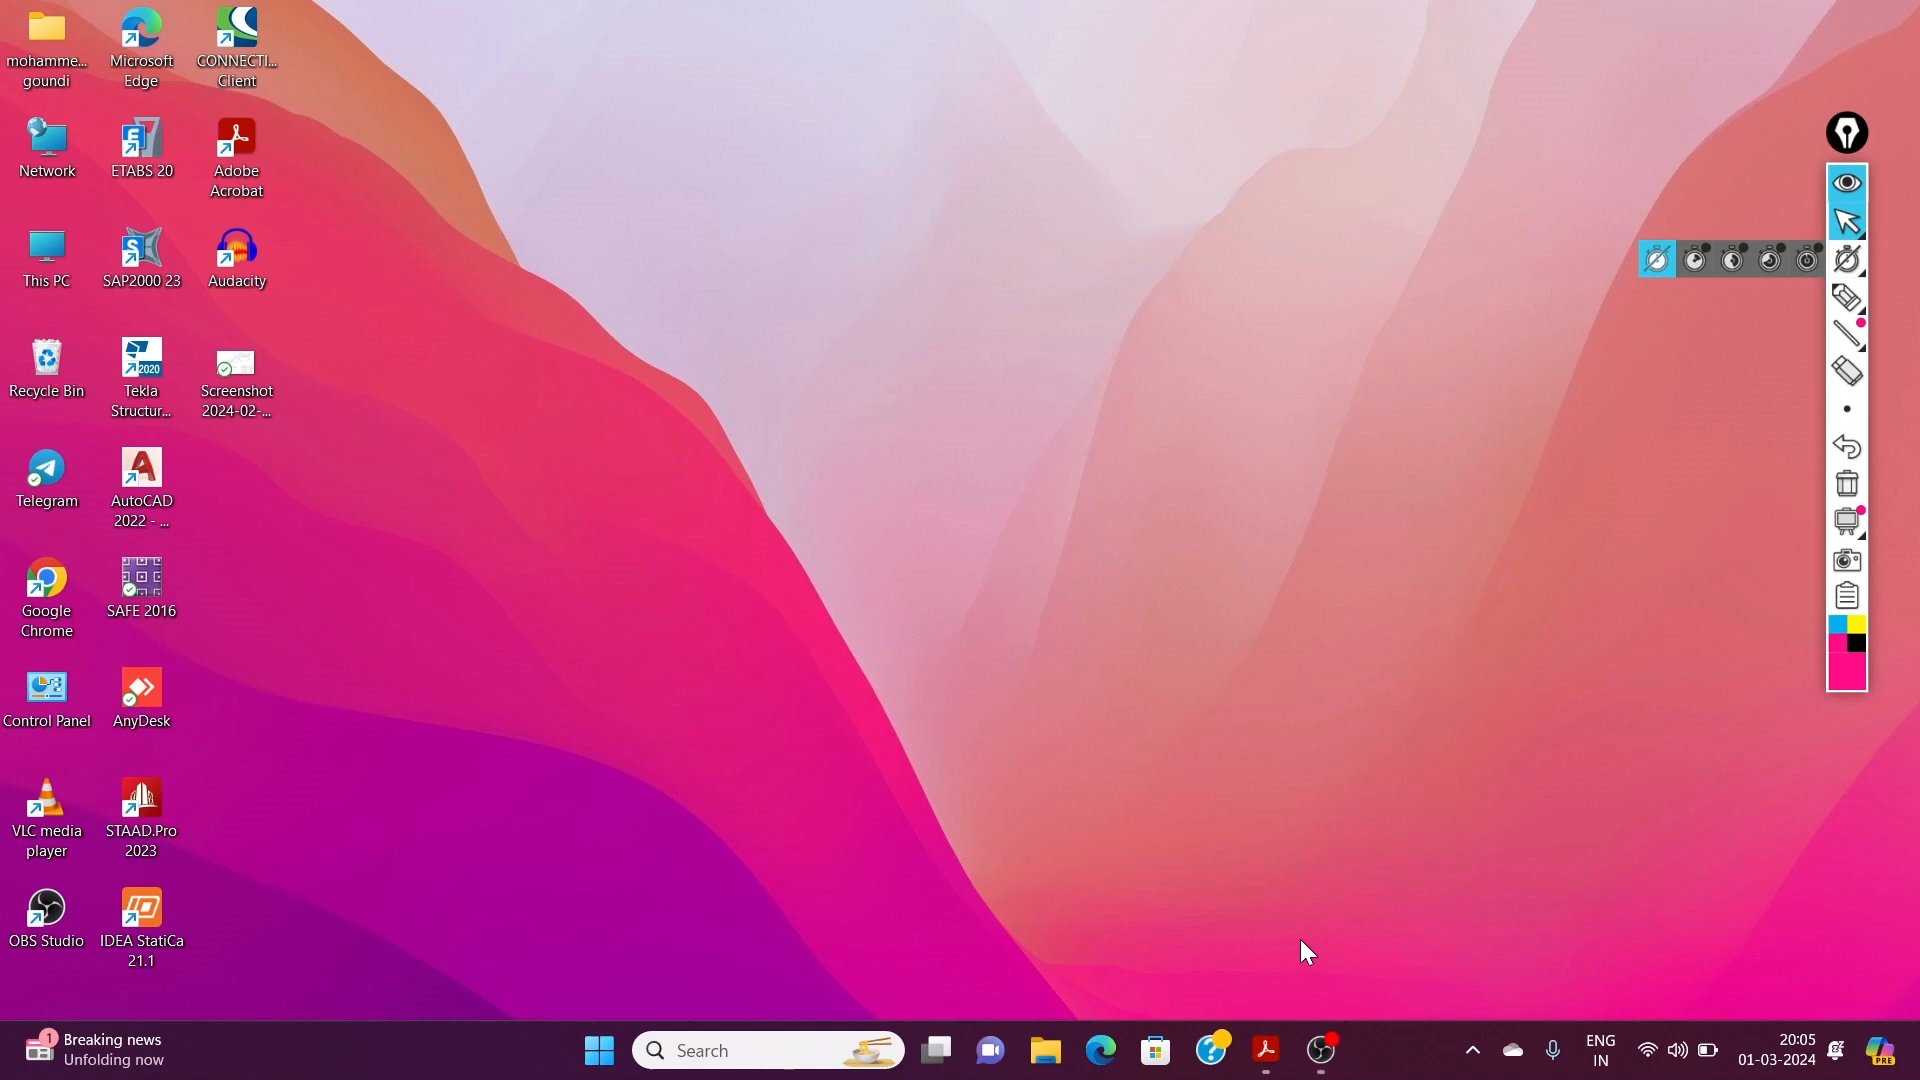 mohamme...
goundi
Microsoft
Edge
CONNECTI...
Client
Network
ETABS 20
Adobe
Acrobat
This PC
SAP2000 23
Audacity
Recycle Bin
2020
Tekla
Structur...
Screenshot
2024-02-...
Telegram
AutoCAD
2022 - ...
Google
Chrome
SAFE 2016
Control Panel
AnyDesk
VLC media
player
STAAD.Pro
2023
OBS Studio
IDEA StatiCa
21.1
1
Breaking news
Unfolding now
Search
ENG
IN
20:05
01-03-2024
PRE